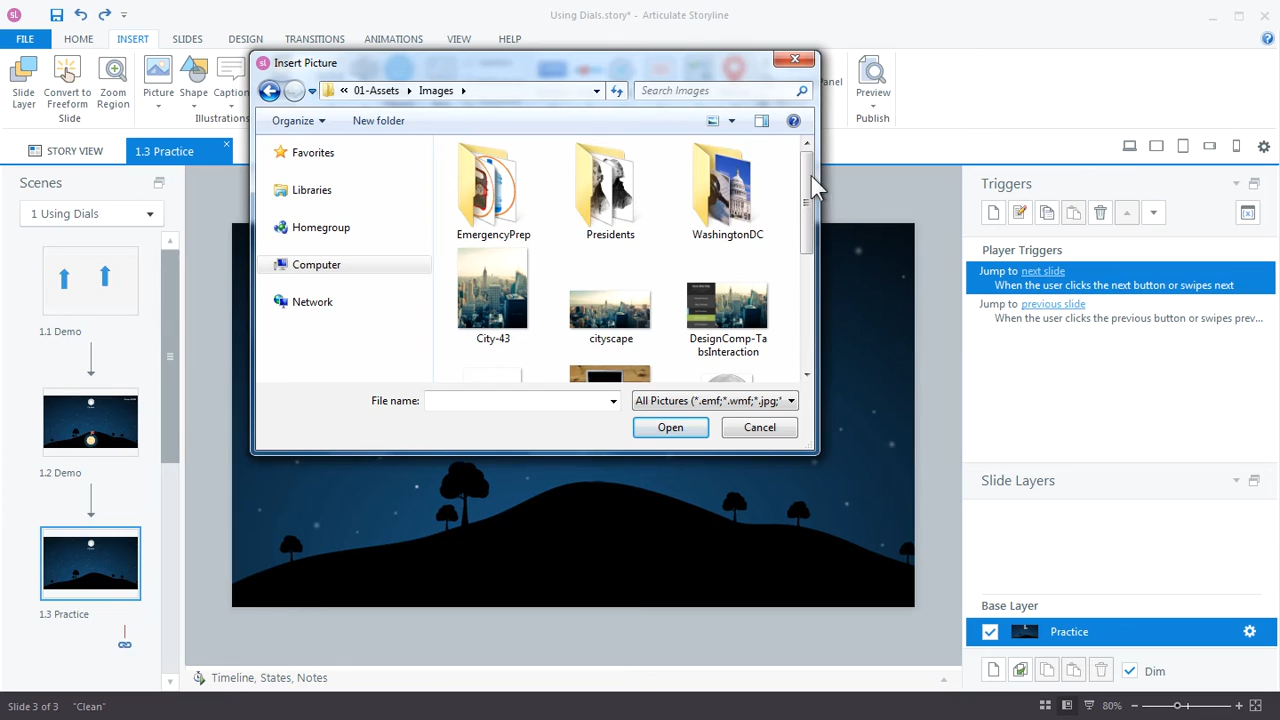 sl
Using Dials.story* - Articulate Storyline
FILE HOME INSERT SLIDES DESIGN TRANSITIONS ANIMATIONS VIEW HELP
Slide Layer
Convert to Freeform
Zoom Region
Picture
Shape
Caption
Panel
Preview
Slide
Illustrations
Publish
STORY VIEW
1.3 Practice
Scenes
1 Using Dials
1.1 Demo
1.2 Demo
1.3 Practice
sl Insert Picture
« 01-Assets Images
Search Images
Organize New folder
Favorites
Libraries
Homegroup
Computer
Network
EmergencyPrep
Presidents
WashingtonDC
City-43
cityscape
DesignComp-Ta
bsInteraction
File name:
All Pictures (*.emf;*.wmf;*.jpg;*
Open
Cancel
Timeline, States, Notes
Triggers
Player Triggers
Jump to next slide
When the user clicks the next button or swipes next
Jump to previous slide
When the user clicks the previous button or swipes prev...
Slide Layers
Base Layer
Practice
Dim
Slide 3 of 3 "Clean"
80%